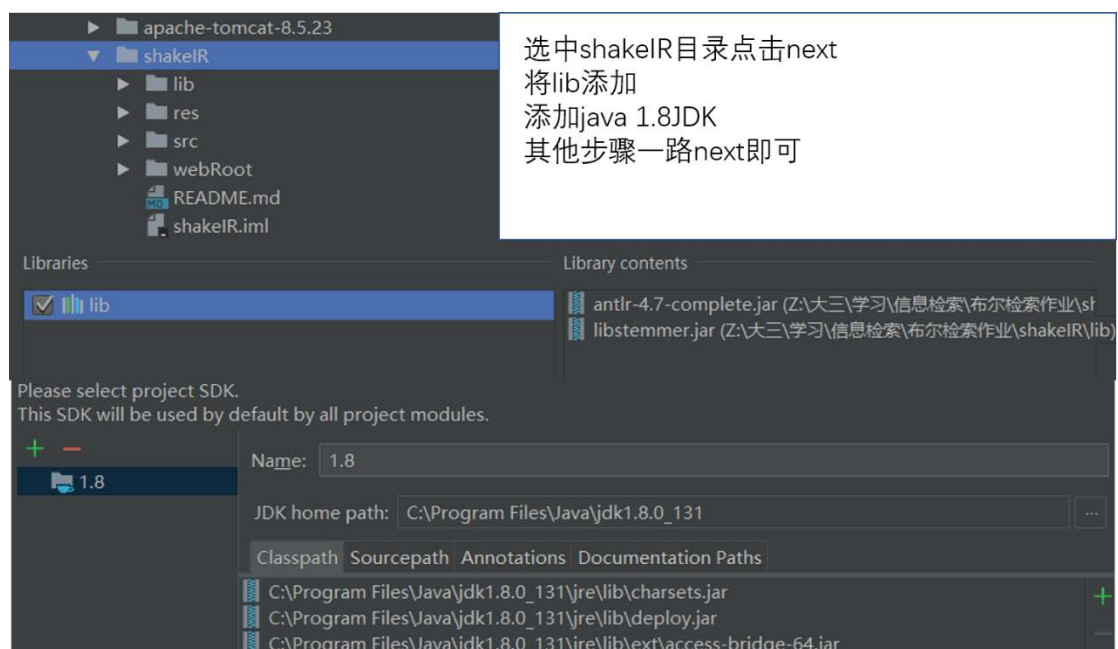 apache-tomcat-8.5.23
shakeIR
lib
res
src
webRoot
README.md
shakeIR.iml
选中shakeIR目录点击next
将lib添加
添加java 1.8JDK
其他步骤一路next即可
Libraries
Library contents
lib
antlr-4.7-complete.jar (Z:\大三\学习\信息检索\布尔检索作业\sh
libstemmer.jar (Z:\大三\学习\信息检索\布尔检索作业\shakeIR\lib)
Please select project SDK.
This SDK will be used by default by all project modules.
1.8
Name: 1.8
JDK home path: C:\Program Files\Java\jdk1.8.0_131
Classpath Sourcepath Annotations Documentation Paths
C:\Program Files\Java\jdk1.8.0_131\jre\lib\charsets.jar
C:\Program Files\Java\jdk1.8.0_131\jre\lib\deploy.jar
C:\Program Files\Java\jdk1.8.0_131\jre\lib\ext\access-bridge-64.jar